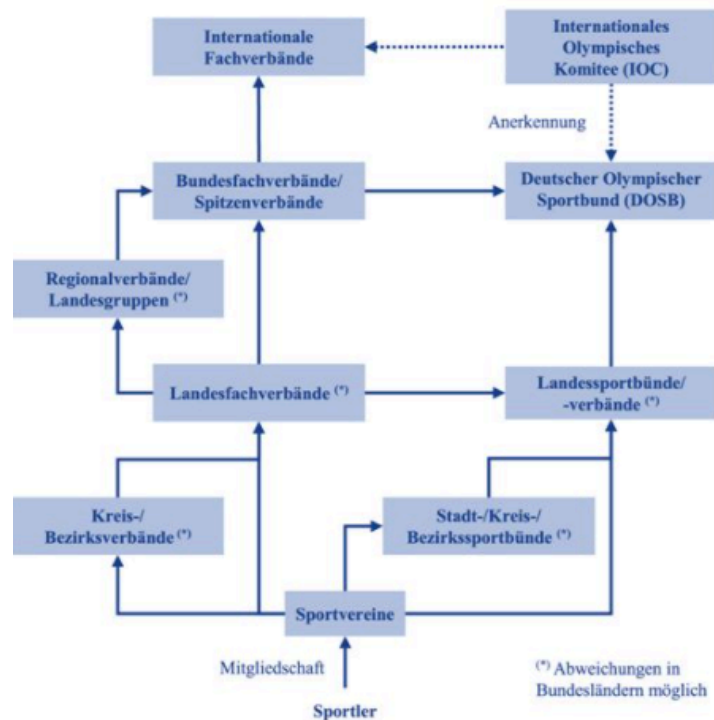 Internationale
Fachverbände
Internationales
Olympisches
Komitee (IOC)
Anerkennung
Bundesfachverbände/
Spitzenverbände
Deutscher Olympischer
Sportbund (DOSB)
Regionalverbände/
Landesgruppen (*)
Landesfachverbände (*)
Landessportbünde/
-verbände (*)
Kreis-/
Bezirksverbände (*)
Stadt-/Kreis-/
Bezirkssportbünde (*)
Sportvereine
Mitgliedschaft
Sportler
(*) Abweichungen in
Bundesländern möglich